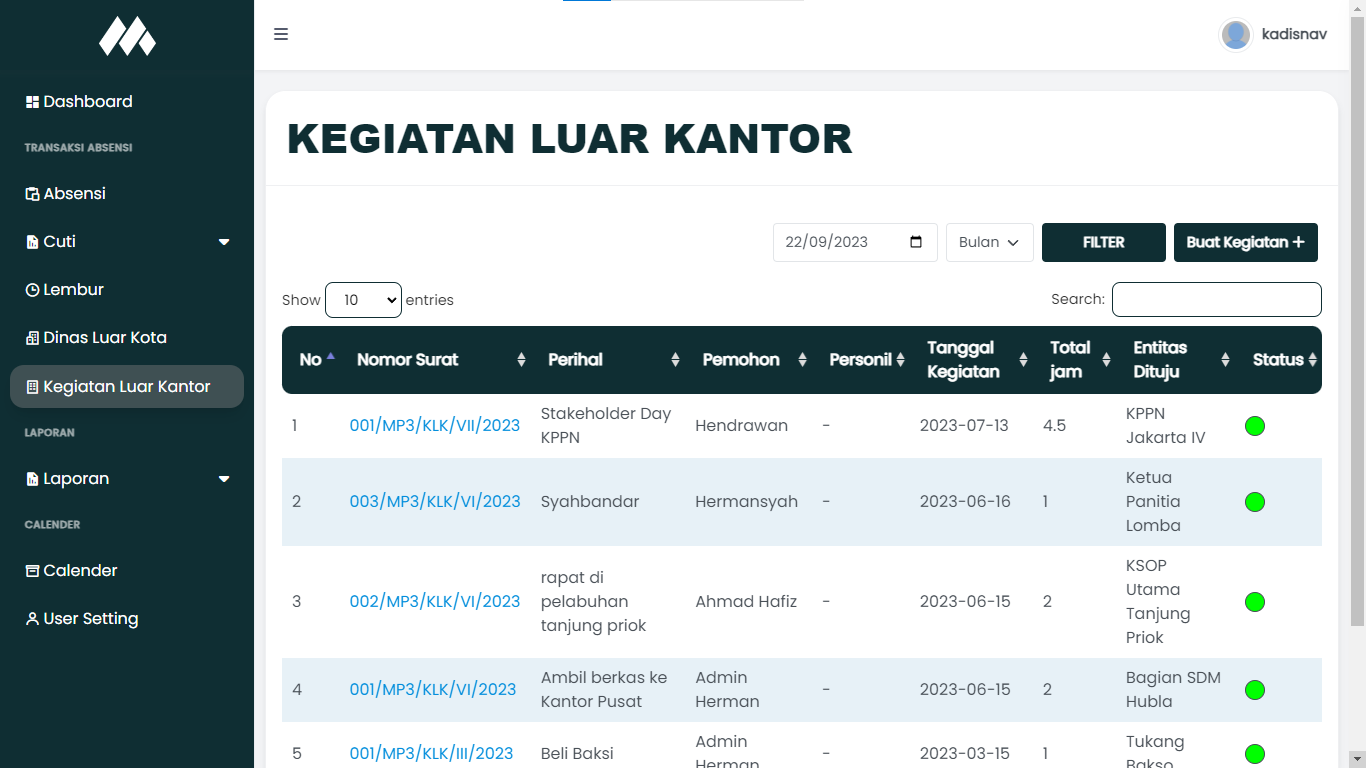 kadisnav
Dashboard
TRANSAKSI ABSENSI
Absensi
Cuti
Lembur
Dinas Luar Kota
Kegiatan Luar Kantor
LAPORAN
Laporan
CALENDER
Calender
User Setting
KEGIATAN LUAR KANTOR
22/09/2023 Bulan FILTER Buat Kegiatan +
Show 10 entries Search:
No Nomor Surat Perihal Pemohon Personil Tanggal Kegiatan Total jam Entitas Dituju Status
1 001/MP3/KLK/VII/2023 Stakeholder Day KPPN Hendrawan - 2023-07-13 4.5 KPPN Jakarta IV
2 003/MP3/KLK/VI/2023 Syahbandar Hermansyah - 2023-06-16 1 Ketua Panitia Lomba
3 002/MP3/KLK/VI/2023 rapat di pelabuhan tanjung priok Ahmad Hafiz - 2023-06-15 2 KSOP Utama Tanjung Priok
4 001/MP3/KLK/VI/2023 Ambil berkas ke Kantor Pusat Admin Herman - 2023-06-15 2 Bagian SDM Hubla
5 001/MP3/KLK/III/2023 Beli Baksi Admin Herman - 2023-03-15 1 Tukang Bakso